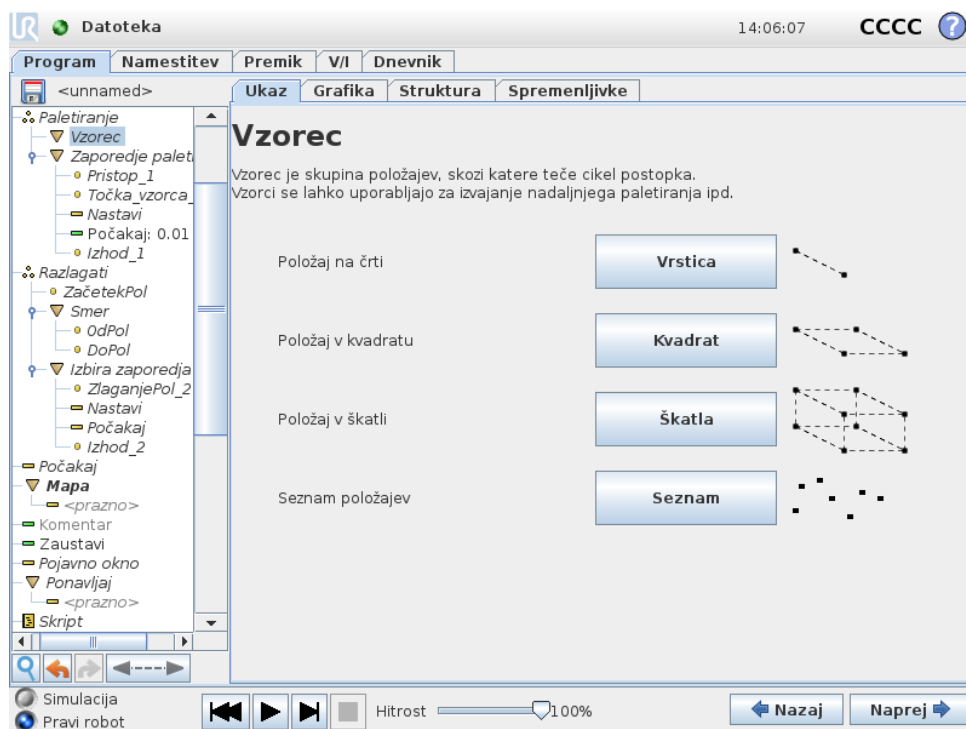 UR Datoteka 14:06:07 CCCC ?
Program Namestitev Premik V/I Dnevnik
<unnamed>
Ukaz Grafika Struktura Spremenljivke
Paletiranje
Vzorec
Zaporedje paleti
Pristop_1
Točka_vzorca_
Nastavi
Počakaj: 0.01
Izhod_1
Razlagati
ZačetekPol
Smer
OdPol
DoPol
Izbira zaporedja
ZlaganjePol_2
Nastavi
Počakaj
Izhod_2
Počakaj
Mapa
<prazno>
Komentar
Zaustavi
Pojavno okno
Ponavljaj
<prazno>
Skript
Vzorec
Vzorec je skupina položajev, skozi katere teče cikel postopka.
Vzorci se lahko uporabljajo za izvajanje nadaljnjega paletiranja ipd.
Položaj na črti Vrstica
Položaj v kvadratu Kvadrat
Položaj v škatli Škatla
Seznam položajev Seznam
Simulacija
Pravi robot
Hitrost 100%
Nazaj Naprej